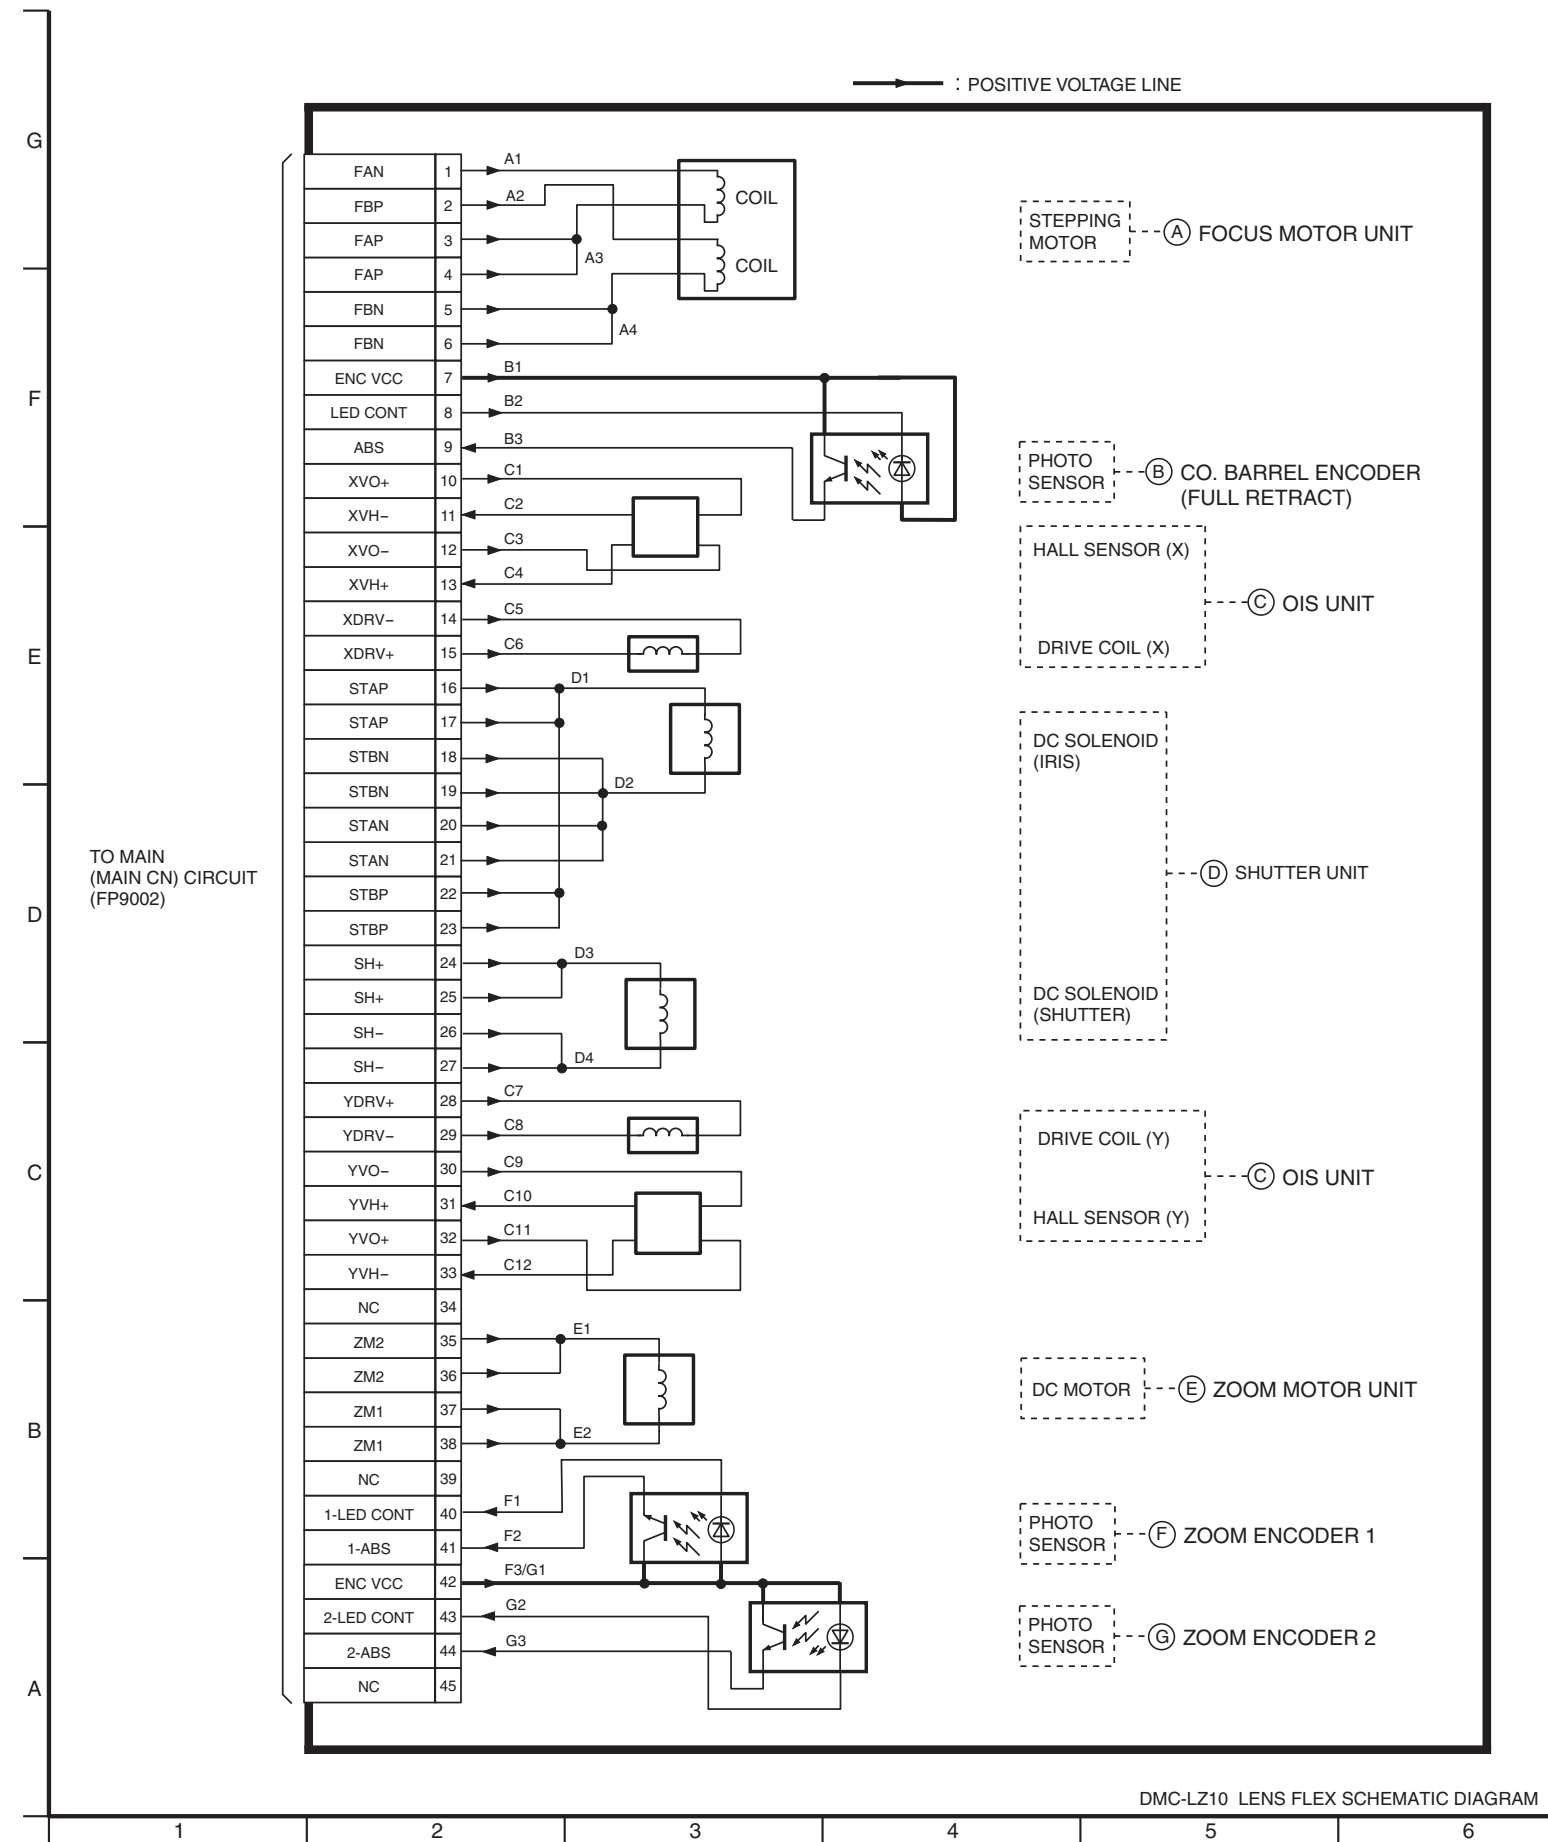 : POSITIVE VOLTAGE LINE
G
FAN 1 A1
COIL
FBP 2 A2
FAP 3 A3
FAP 4
COIL
FBN 5
FBN 6 A4
STEPPING
MOTOR
A FOCUS MOTOR UNIT
F
ENC VCC 7 B1
LED CONT 8 B2
ABS 9 B3
PHOTO
SENSOR
B CO. BARREL ENCODER
(FULL RETRACT)
XVO+ 10 C1
XVH− 11 C2
XVO− 12 C3
XVH+ 13 C4
XDRV− 14 C5
XDRV+ 15 C6
HALL SENSOR (X)
DRIVE COIL (X)
C OIS UNIT
E
STAP 16 D1
STAP 17
STBN 18
STBN 19 D2
STAN 20
STAN 21
STBP 22
STBP 23
SH+ 24 D3
SH+ 25
SH− 26
SH− 27 D4
DC SOLENOID
(IRIS)
DC SOLENOID
(SHUTTER)
D SHUTTER UNIT
TO MAIN
(MAIN CN) CIRCUIT
(FP9002)
D
YDRV+ 28 C7
YDRV− 29 C8
YVO− 30 C9
YVH+ 31 C10
YVO+ 32 C11
YVH− 33 C12
DRIVE COIL (Y)
HALL SENSOR (Y)
C OIS UNIT
C
NC 34
ZM2 35 E1
ZM2 36
ZM1 37
ZM1 38 E2
DC MOTOR
E ZOOM MOTOR UNIT
B
NC 39
1-LED CONT 40 F1
1-ABS 41 F2
PHOTO
SENSOR
F ZOOM ENCODER 1
ENC VCC 42 F3/G1
2-LED CONT 43 G2
2-ABS 44 G3
NC 45
PHOTO
SENSOR
G ZOOM ENCODER 2
A
DMC-LZ10 LENS FLEX SCHEMATIC DIAGRAM
1 2 3 4 5 6